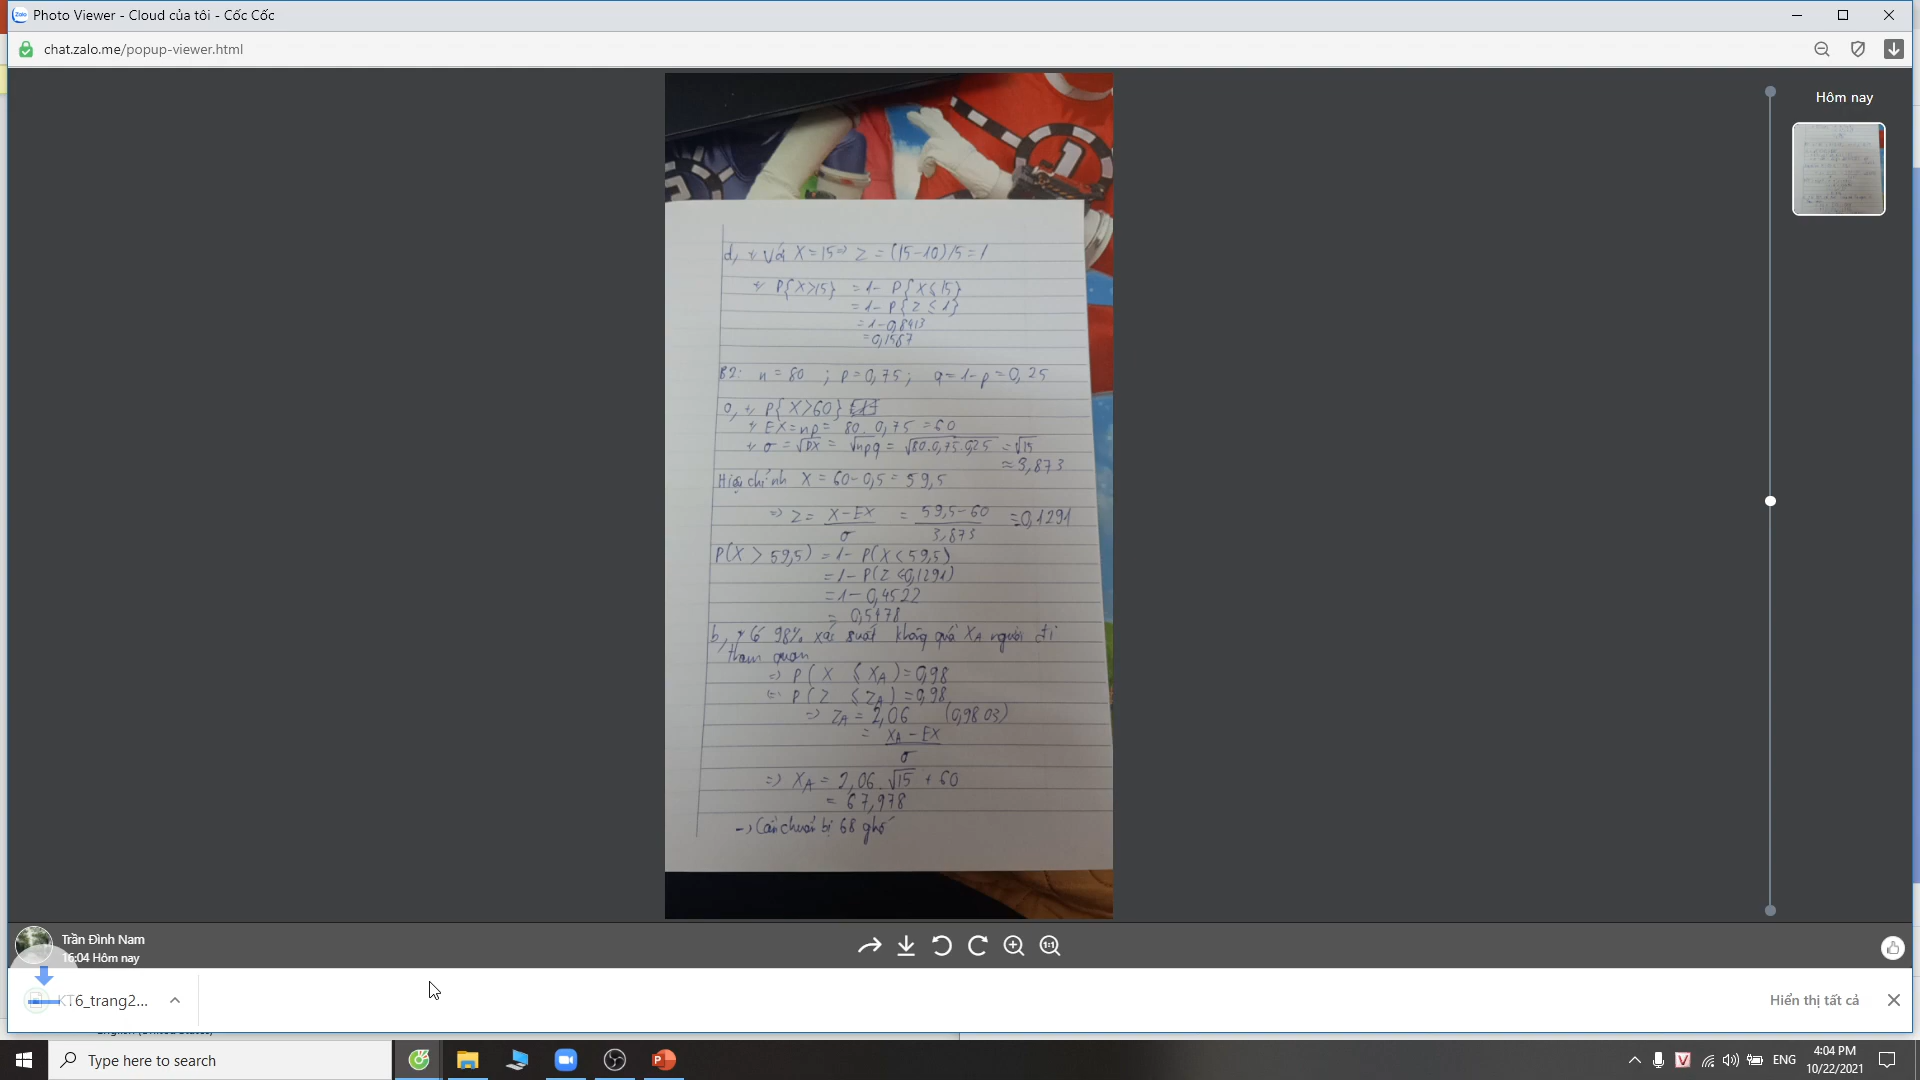 Photo Viewer - Cloud của tôi - Cốc Cốc
chat.zalo.me/popup-viewer.html
Hôm nay
d, + Với X = 15 => Z = (15-10)/5 = 1
+ P{X>15} = 1- P{X≤15}
= 1- P{Z ≤ 1}
= 1-0,8413
= 0,1587
B2: n = 80 ; p = 0,75 ; q = 1-p = 0,25
a, +, P{X>60}
+ EX = np = 80. 0,75 = 60
+ σ = √DX = √npq = √80.0,75.0,25 = √15
≈ 3,873
Hiệu chỉnh X = 60 - 0,5 = 59,5
=> Z = X-EX / σ = 59,5-60 / 3,873 = 0,1291
P(X > 59,5) = 1- P(X < 59,5)
= 1- P(Z < 0,1291)
= 1- 0,4522
= 0,5478
b, + Có 98% xác suất không quá XA người đi
tham quan
=> P( X ≤ XA ) = 0,98
P( Z ≤ ZA ) = 0,98
=> ZA = 2,06 (0,9803)
= XA - EX / σ
=> XA = 2,06.√15 + 60
= 67,978
-> Cần chuẩn bị 68 ghế
Trần Đình Nam
16:04 Hôm nay
KT6_trang2...
Hiển thị tất cả
Type here to search
ENG
4:04 PM
10/22/2021